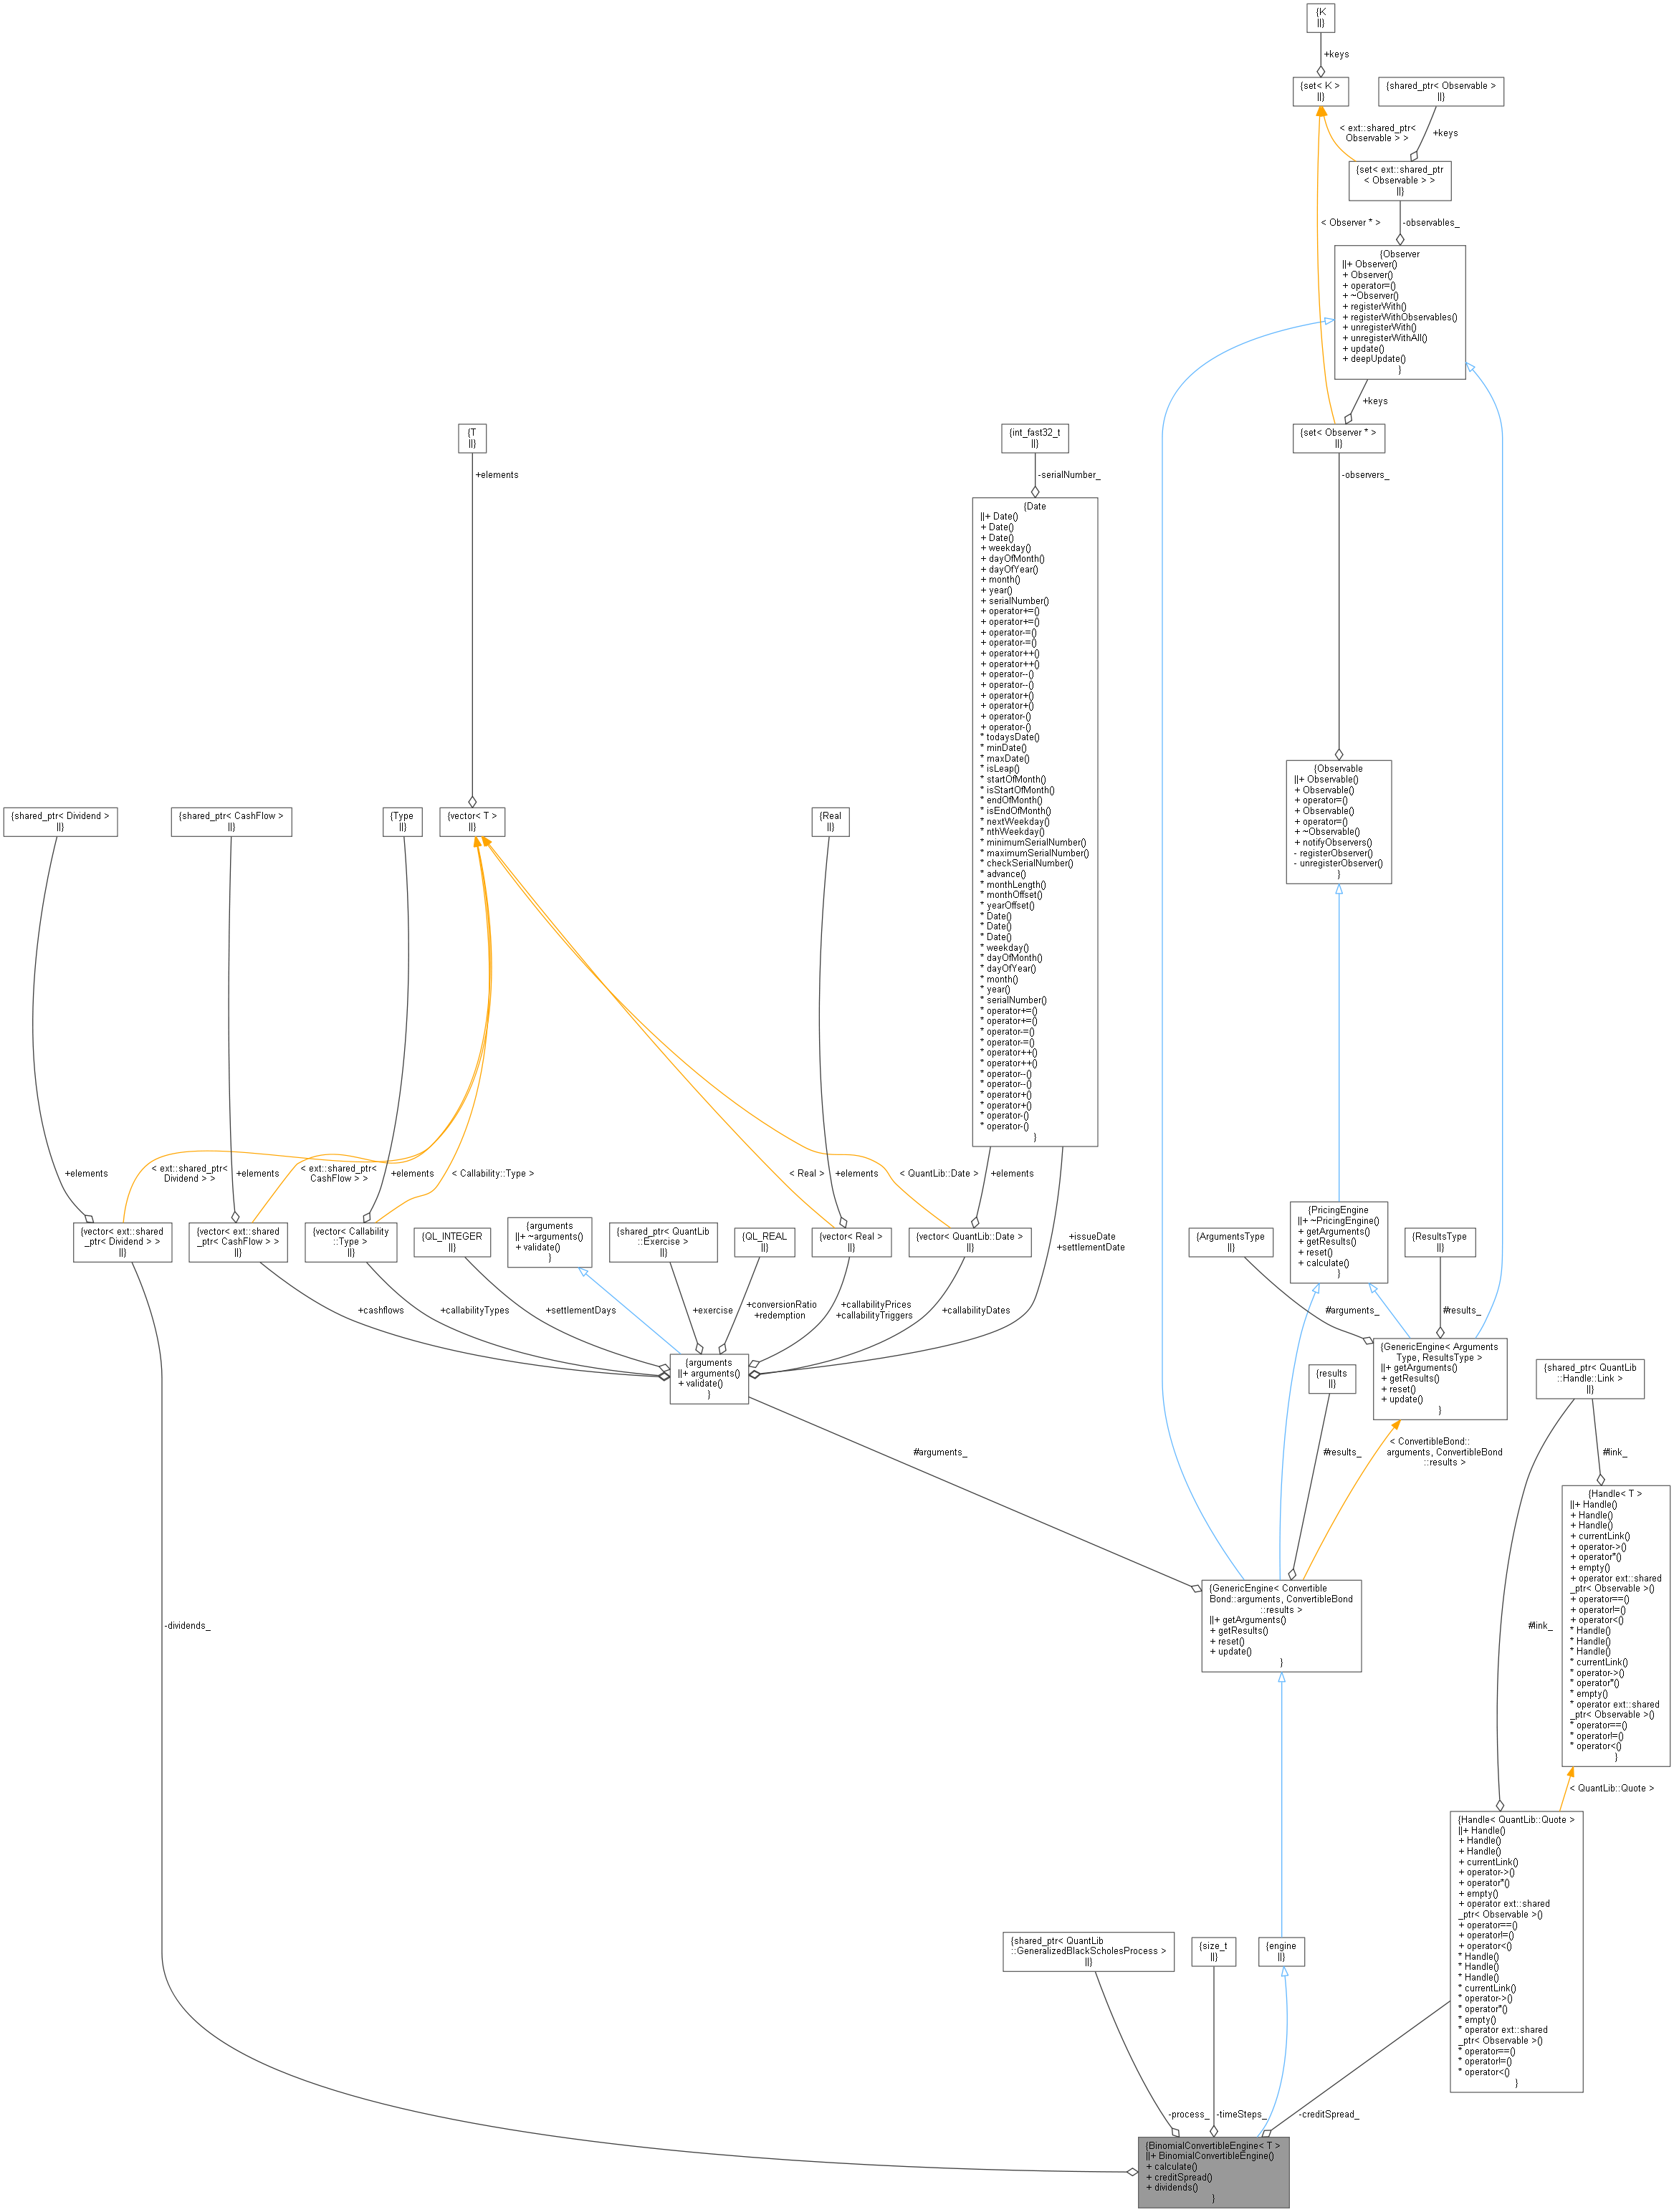 {K
||}
+keys
{set< K >
||}
{shared_ptr< Observable >
||}
< ext::shared_ptr<
Observable > >
+keys
{set< ext::shared_ptr
< Observable > >
||}
< Observer * >
-observables_
{Observer
||+ Observer()
+ Observer()
+ operator=()
+ ~Observer()
+ registerWith()
+ registerWithObservables()
+ unregisterWith()
+ unregisterWithAll()
+ update()
+ deepUpdate()
}
+keys
{T
||}
{int_fast32_t
||}
{set< Observer * >
||}
+elements
-serialNumber_
-observers_
{Date
||+ Date()
+ Date()
+ Date()
+ weekday()
+ dayOfMonth()
+ dayOfYear()
+ month()
+ year()
+ serialNumber()
+ operator+=()
+ operator+=()
+ operator-=()
+ operator-=()
+ operator++()
+ operator++()
+ operator--()
+ operator--()
+ operator+()
+ operator+()
+ operator-()
+ operator-()
* todaysDate()
* minDate()
* maxDate()
* isLeap()
* startOfMonth()
* isStartOfMonth()
* endOfMonth()
* isEndOfMonth()
* nextWeekday()
* nthWeekday()
* minimumSerialNumber()
* maximumSerialNumber()
* checkSerialNumber()
* advance()
* monthLength()
* monthOffset()
* yearOffset()
* Date()
* Date()
* Date()
* weekday()
* dayOfMonth()
* dayOfYear()
* month()
* year()
* serialNumber()
* operator+=()
* operator+=()
* operator-=()
* operator-=()
* operator++()
* operator++()
* operator--()
* operator--()
* operator+()
* operator+()
* operator-()
* operator-()
}
{Observable
||+ Observable()
+ Observable()
+ operator=()
+ Observable()
+ operator=()
+ ~Observable()
+ notifyObservers()
- registerObserver()
- unregisterObserver()
}
{shared_ptr< Dividend >
||}
{shared_ptr< CashFlow >
||}
{Type
||}
{vector< T >
||}
{Real
||}
+elements
< ext::shared_ptr<
Dividend > >
+elements
< ext::shared_ptr<
CashFlow > >
+elements
< Callability::Type >
< Real >
+elements
< QuantLib::Date >
+elements
{vector< ext::shared
_ptr< Dividend > >
||}
{vector< ext::shared
_ptr< CashFlow > >
||}
{vector< Callability
::Type >
||}
{QL_INTEGER
||}
{arguments
||+ ~arguments()
+ validate()
}
{shared_ptr< QuantLib
::Exercise >
||}
{QL_REAL
||}
{vector< Real >
||}
{vector< QuantLib::Date >
||}
+issueDate
+settlementDate
{ArgumentsType
||}
{PricingEngine
||+ ~PricingEngine()
+ getArguments()
+ getResults()
+ reset()
+ calculate()
}
{ResultsType
||}
+cashflows
+callabilityTypes
+settlementDays
+exercise
+conversionRatio
+redemption
+callabilityPrices
+callabilityTriggers
+callabilityDates
#arguments_
#results_
{arguments
||+ arguments()
+ validate()
}
{GenericEngine< Arguments
Type, ResultsType >
||+ getArguments()
+ getResults()
+ reset()
+ update()
}
{results
||}
{shared_ptr< QuantLib
::Handle::Link >
||}
#arguments_
#results_
< ConvertibleBond::
arguments, ConvertibleBond
::results >
#link_
{Handle< T >
||+ Handle()
+ Handle()
+ Handle()
+ currentLink()
+ operator->()
+ operator*()
+ empty()
+ operator ext::shared
_ptr< Observable >()
+ operator==()
+ operator!=()
+ operator<()
* Handle()
* Handle()
* Handle()
* currentLink()
* operator->()
* operator*()
* empty()
* operator ext::shared
_ptr< Observable >()
* operator==()
* operator!=()
* operator<()
}
{GenericEngine< Convertible
Bond::arguments, ConvertibleBond
::results >
||+ getArguments()
+ getResults()
+ reset()
+ update()
}
-dividends_
#link_
< QuantLib::Quote >
{Handle< QuantLib::Quote >
||+ Handle()
+ Handle()
+ Handle()
+ currentLink()
+ operator->()
+ operator*()
+ empty()
+ operator ext::shared
_ptr< Observable >()
+ operator==()
+ operator!=()
+ operator<()
* Handle()
* Handle()
* Handle()
* currentLink()
* operator->()
* operator*()
* empty()
* operator ext::shared
_ptr< Observable >()
* operator==()
* operator!=()
* operator<()
}
{shared_ptr< QuantLib
::GeneralizedBlackScholesProcess >
||}
{size_t
||}
{engine
||}
-process_
-timeSteps_
-creditSpread_
{BinomialConvertibleEngine< T >
||+ BinomialConvertibleEngine()
+ calculate()
+ creditSpread()
+ dividends()
}